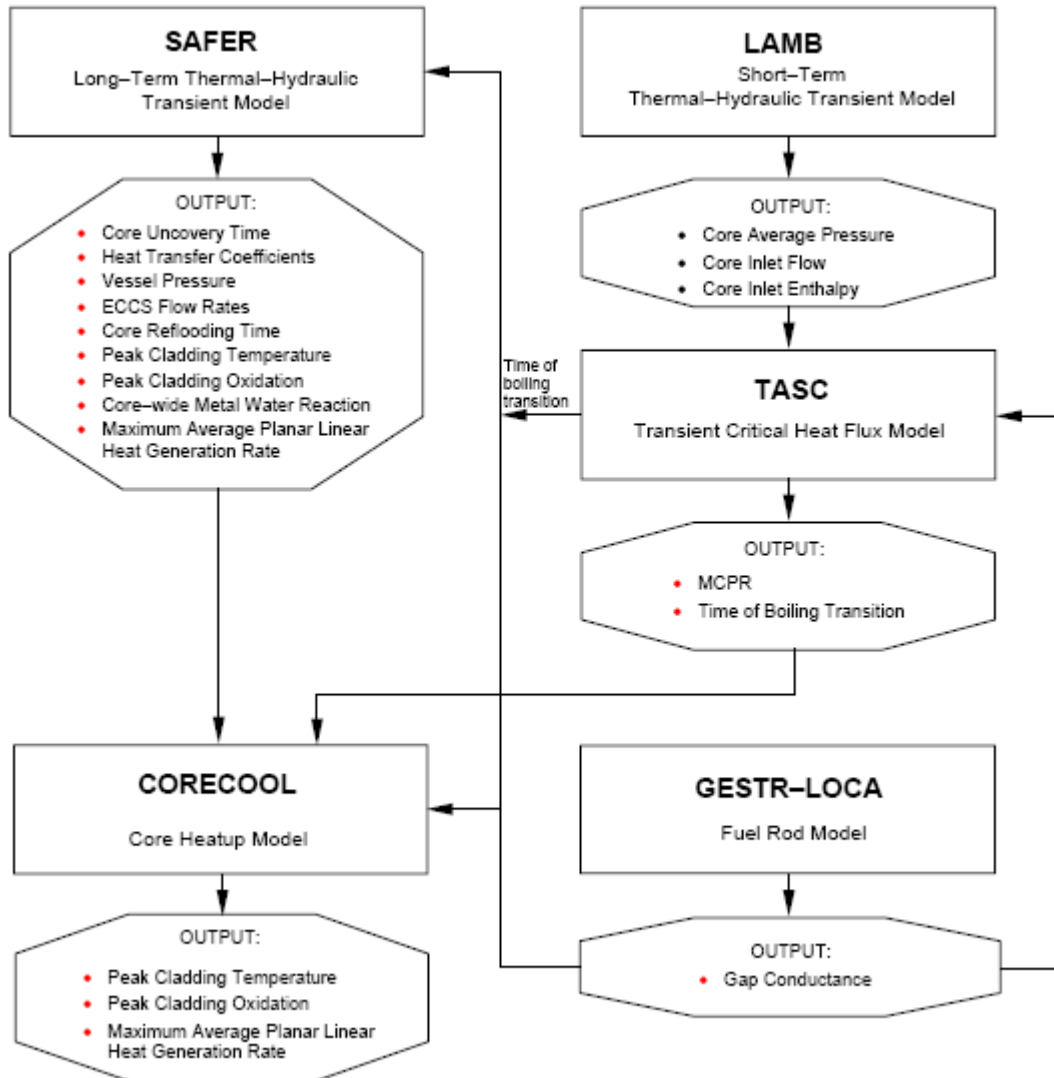 SAFER
Long–Term Thermal–Hydraulic
Transient Model
LAMB
Short–Term
Thermal–Hydraulic Transient Model
OUTPUT:
• Core Uncovery Time
• Heat Transfer Coefficients
• Vessel Pressure
• ECCS Flow Rates
• Core Reflooding Time
• Peak Cladding Temperature
• Peak Cladding Oxidation
• Core–wide Metal Water Reaction
• Maximum Average Planar Linear
Heat Generation Rate
OUTPUT:
• Core Average Pressure
• Core Inlet Flow
• Core Inlet Enthalpy
Time of
boiling
transition
TASC
Transient Critical Heat Flux Model
OUTPUT:
• MCPR
• Time of Boiling Transition
CORECOOL
Core Heatup Model
GESTR–LOCA
Fuel Rod Model
OUTPUT:
• Peak Cladding Temperature
• Peak Cladding Oxidation
• Maximum Average Planar Linear
Heat Generation Rate
OUTPUT:
• Gap Conductance